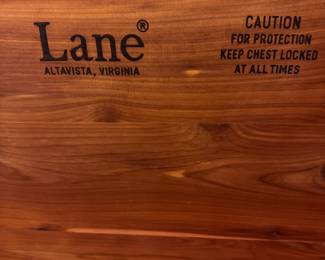 Lane®
ALTAVISTA, VIRGINIA
CAUTION
FOR PROTECTION
KEEP CHEST LOCKED
AT ALL TIMES